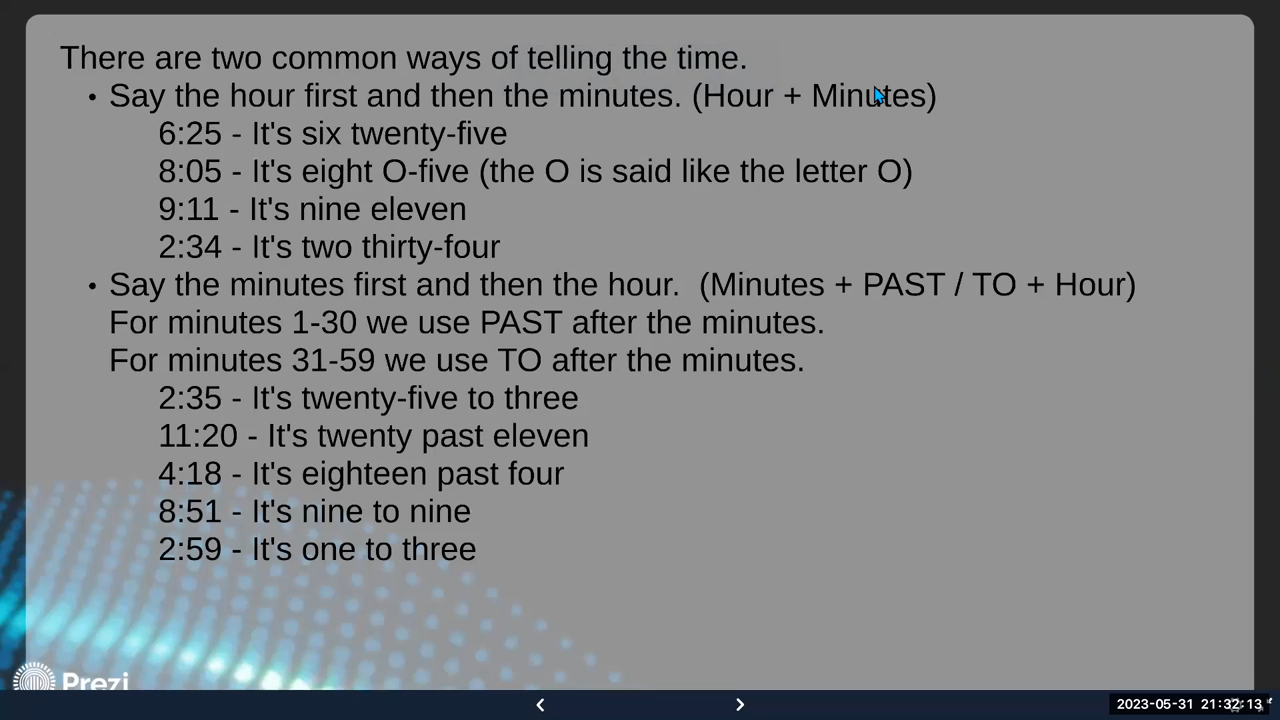 There are two common ways of telling the time.
• Say the hour first and then the minutes. (Hour + Minutes)
6:25 - It's six twenty-five
8:05 - It's eight O-five (the O is said like the letter O)
9:11 - It's nine eleven
2:34 - It's two thirty-four
• Say the minutes first and then the hour.  (Minutes + PAST / TO + Hour)
For minutes 1-30 we use PAST after the minutes.
For minutes 31-59 we use TO after the minutes.
2:35 - It's twenty-five to three
11:20 - It's twenty past eleven
4:18 - It's eighteen past four
8:51 - It's nine to nine
2:59 - It's one to three
Prezi
2023-05-31 21:32:13